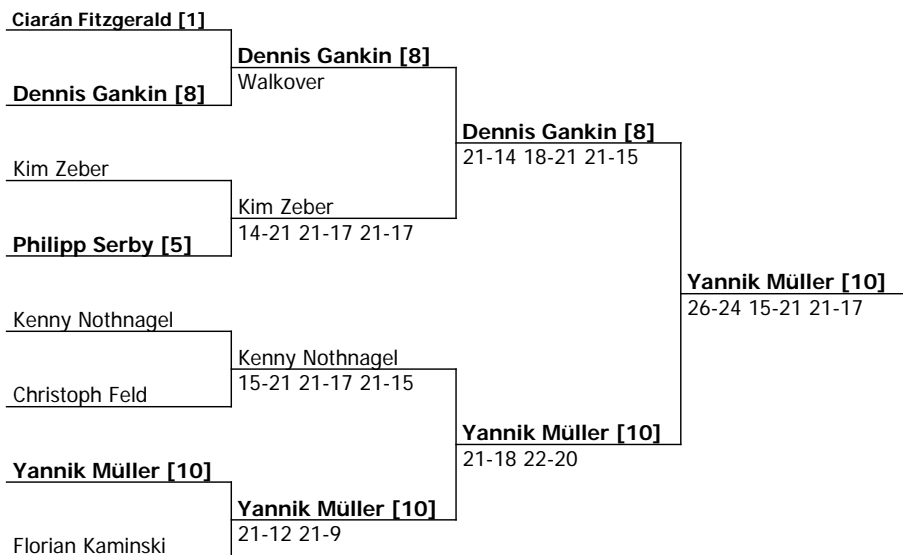 Ciarán Fitzgerald [1]
Dennis Gankin [8]
Walkover
Dennis Gankin [8]
Dennis Gankin [8]
21-14 18-21 21-15
Kim Zeber
Kim Zeber
14-21 21-17 21-17
Philipp Serby [5]
Yannik Müller [10]
26-24 15-21 21-17
Kenny Nothnagel
Kenny Nothnagel
15-21 21-17 21-15
Christoph Feld
Yannik Müller [10]
21-18 22-20
Yannik Müller [10]
Yannik Müller [10]
21-12 21-9
Florian Kaminski